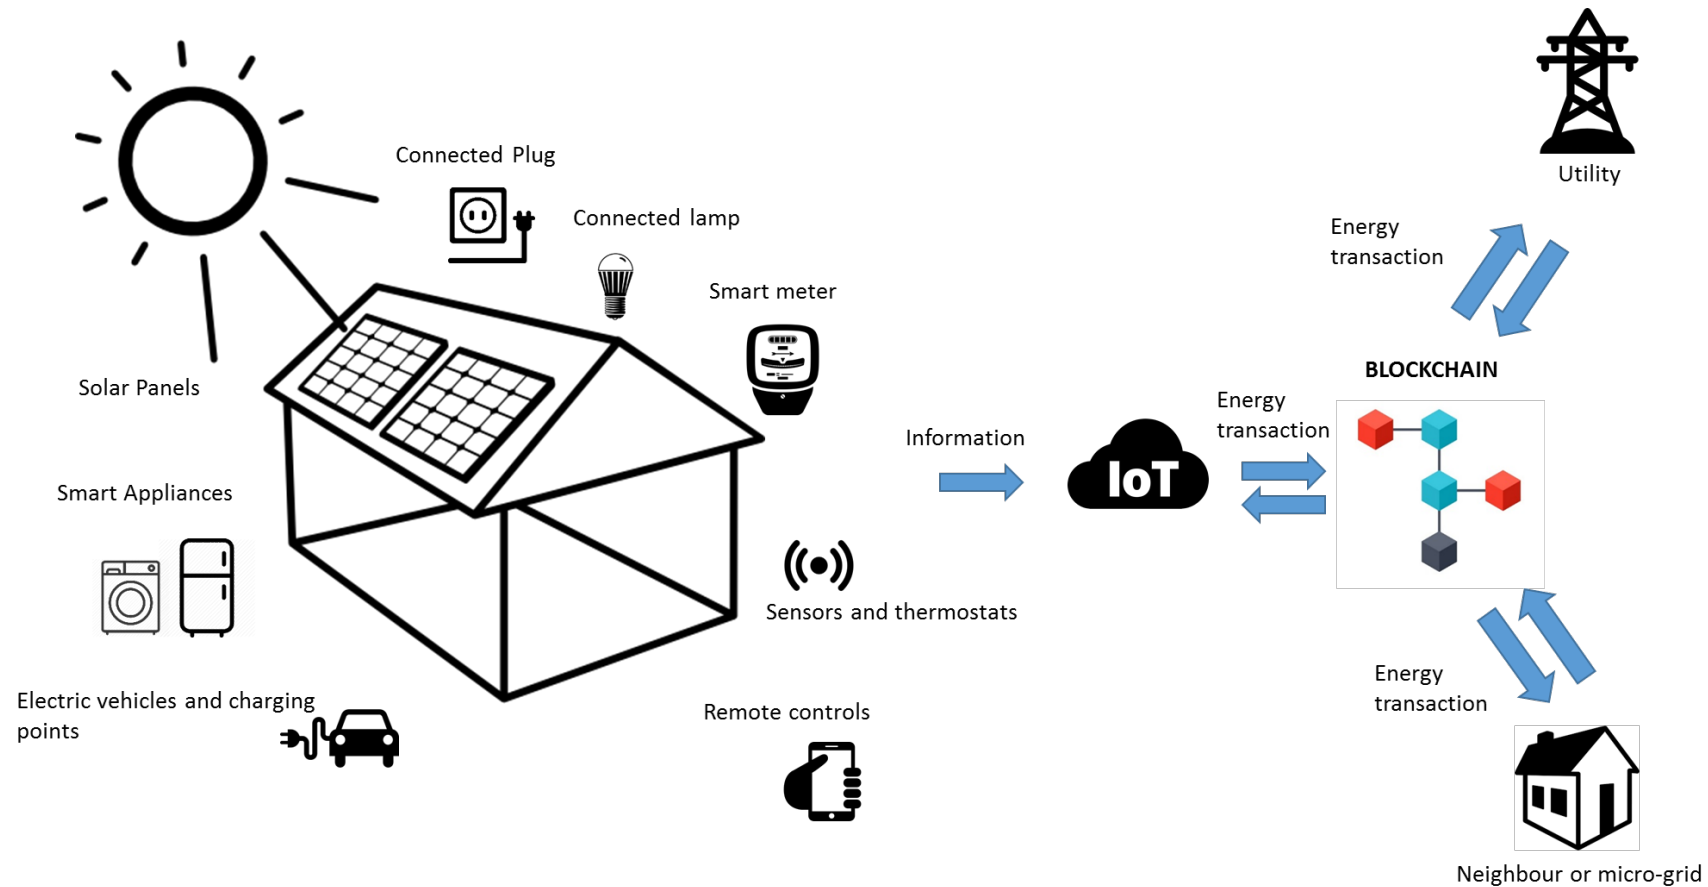 Utility
Connected Plug
Connected lamp
Energy
transaction
Smart meter
BLOCKCHAIN
Solar Panels
Energy
transaction
Information
IoT
Smart Appliances
Sensors and thermostats
Energy
transaction
Electric vehicles and charging
points
Remote controls
Neighbour or micro-grid